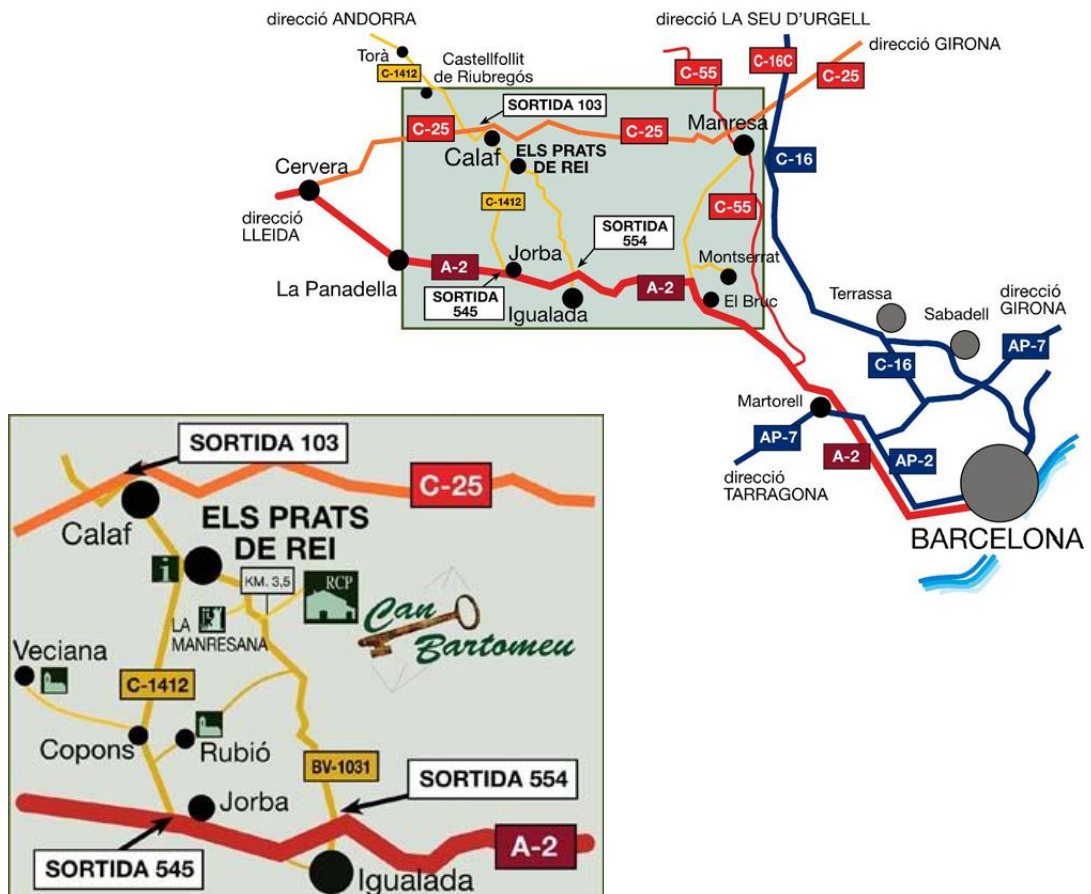 direcció ANDORRA
direcció LA SEU D'URGELL
direcció GIRONA
Torà
C-1412
Castellfollit
de Riubregós
C-55
C-16C
C-25
SORTIDA 103
C-25
C-25
Manresa
Calaf
ELS PRATS
DE REI
C-16
Cervera
C-1412
C-55
direcció
LLEIDA
SORTIDA
554
A-2
Jorba
Montserrat
La Panadella
A-2
SORTIDA
545
Igualada
El Bruc
Terrassa
Sabadell
direcció
GIRONA
AP-7
C-16
Martorell
AP-7
A-2
AP-2
direcció
TARRAGONA
BARCELONA
SORTIDA 103
C-25
Calaf
ELS PRATS
DE REI
i
KM. 3,5
RCP
LA
MANRESANA
Can
Bartomeu
Veciana
C-1412
Copons
Rubió
BV-1031
SORTIDA 554
Jorba
SORTIDA 545
A-2
Igualada